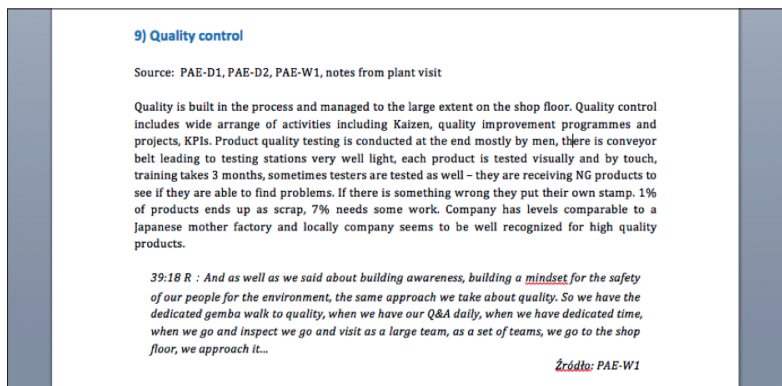 9) Quality control
Source: PAE-D1, PAE-D2, PAE-W1, notes from plant visit
Quality is built in the process and managed to the large extent on the shop floor. Quality control
includes wide arrange of activities including Kaizen, quality improvement programmes and
projects, KPIs. Product quality testing is conducted at the end mostly by men, there is conveyor
belt leading to testing stations very well light, each product is tested visually and by touch,
training takes 3 months, sometimes testers are tested as well – they are receiving NG products to
see if they are able to find problems. If there is something wrong they put their own stamp. 1%
of products ends up as scrap, 7% needs some work. Company has levels comparable to a
Japanese mother factory and locally company seems to be well recognized for high quality
products.
39:18 R : And as well as we said about building awareness, building a mindset for the safety
of our people for the environment, the same approach we take about quality. So we have the
dedicated gemba walk to quality, when we have our Q&A daily, when we have dedicated time,
when we go and inspect we go and visit as a large team, as a set of teams, we go to the shop
floor, we approach it...
Źródło: PAE-W1